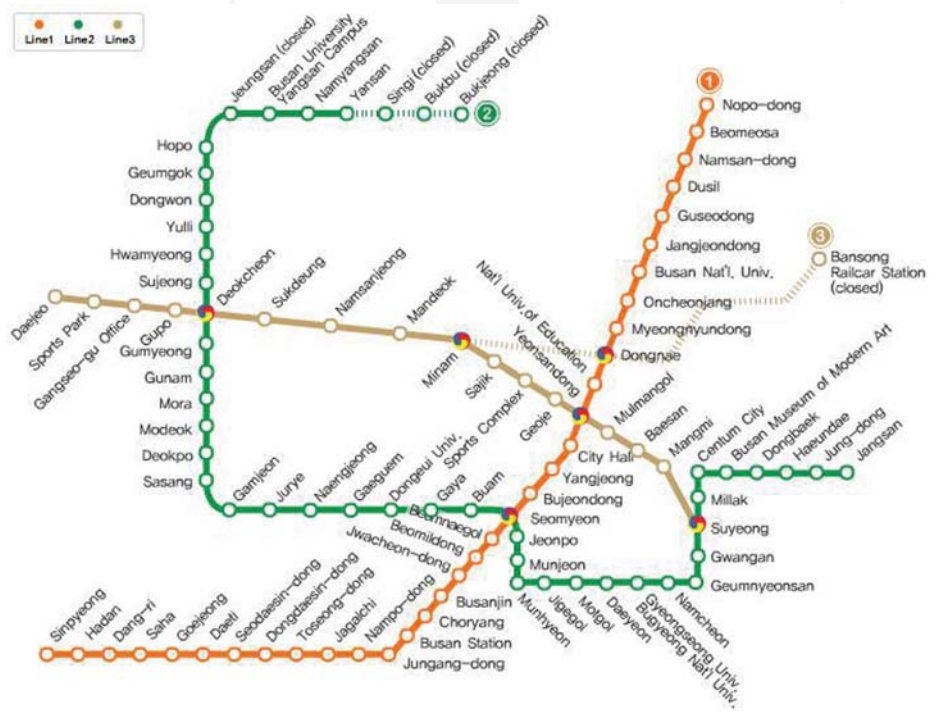 Line1 Line2 Line3
Jeungsan (closed)
Busan University
Yangsan Campus
Namyangsan
Yansan
Singi (closed)
Bukbu (closed)
Bukjeong (closed)
2
1
Nopo-dong
Beomeosa
Namsan-dong
Dusil
Guseodong
Jangjeondong
Busan Nat'l. Univ.
Oncheonjang
Myeongnyundong
Dongnae
3
Bansong
Railcar Station
(closed)
Hopo
Geumgok
Dongwon
Yulli
Hwamyeong
Sujeong
Deokcheon
Sukdeung
Namsanjeong
Mandeok
Nat'l Univ. of Education
Yeonsandong
Daejeo
Sports Park
Gangseo-gu Office
Gupo
Gumyeong
Gunam
Mora
Modeok
Deokpo
Sasang
Minam
Sajik
Sports Complex
Geoje
Mulmangol
Baesan
Mangmi
Centum City
Busan Museum of Modern Art
Dongbaek
Haeundae
Jung-dong
Jangsan
City Hall
Yangjeong
Bujeondong
Seomyeon
Jeonpo
Munjeon
Millak
Suyeong
Gwangan
Geumnyeonsan
Gamjeon
Jurye
Naengjeong
Gaeguem
Dongeui Univ.
Gaya
Buam
Beomnaegol
Beomildong
Jwacheon-dong
Busanjin
Choryang
Busan Station
Jungang-dong
Munhyeon
Jigegol
Motgol
Daeyeon
Gyeongseong Univ.
Bugyeong Nat'l Univ.
Namcheon
Sinpyeong
Hadan
Dang-ri
Saha
Goejeong
Daeti
Seodaesin-dong
Dongdaesin-dong
Toseong-dong
Jagalchi
Nampo-dong